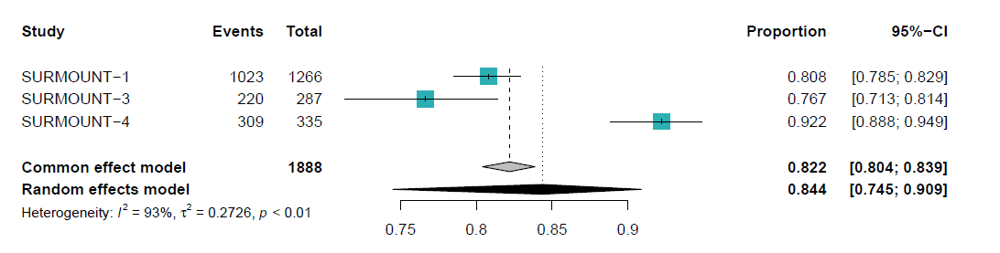 Study Events Total Proportion 95%−CI
SURMOUNT−1 1023 1266 0.808 [0.785; 0.829]
SURMOUNT−3 220 287 0.767 [0.713; 0.814]
SURMOUNT−4 309 335 0.922 [0.888; 0.949]
Common effect model 1888 0.822 [0.804; 0.839]
Random effects model 0.844 [0.745; 0.909]
Heterogeneity: I² = 93%, τ² = 0.2726, p < 0.01
0.75 0.8 0.85 0.9